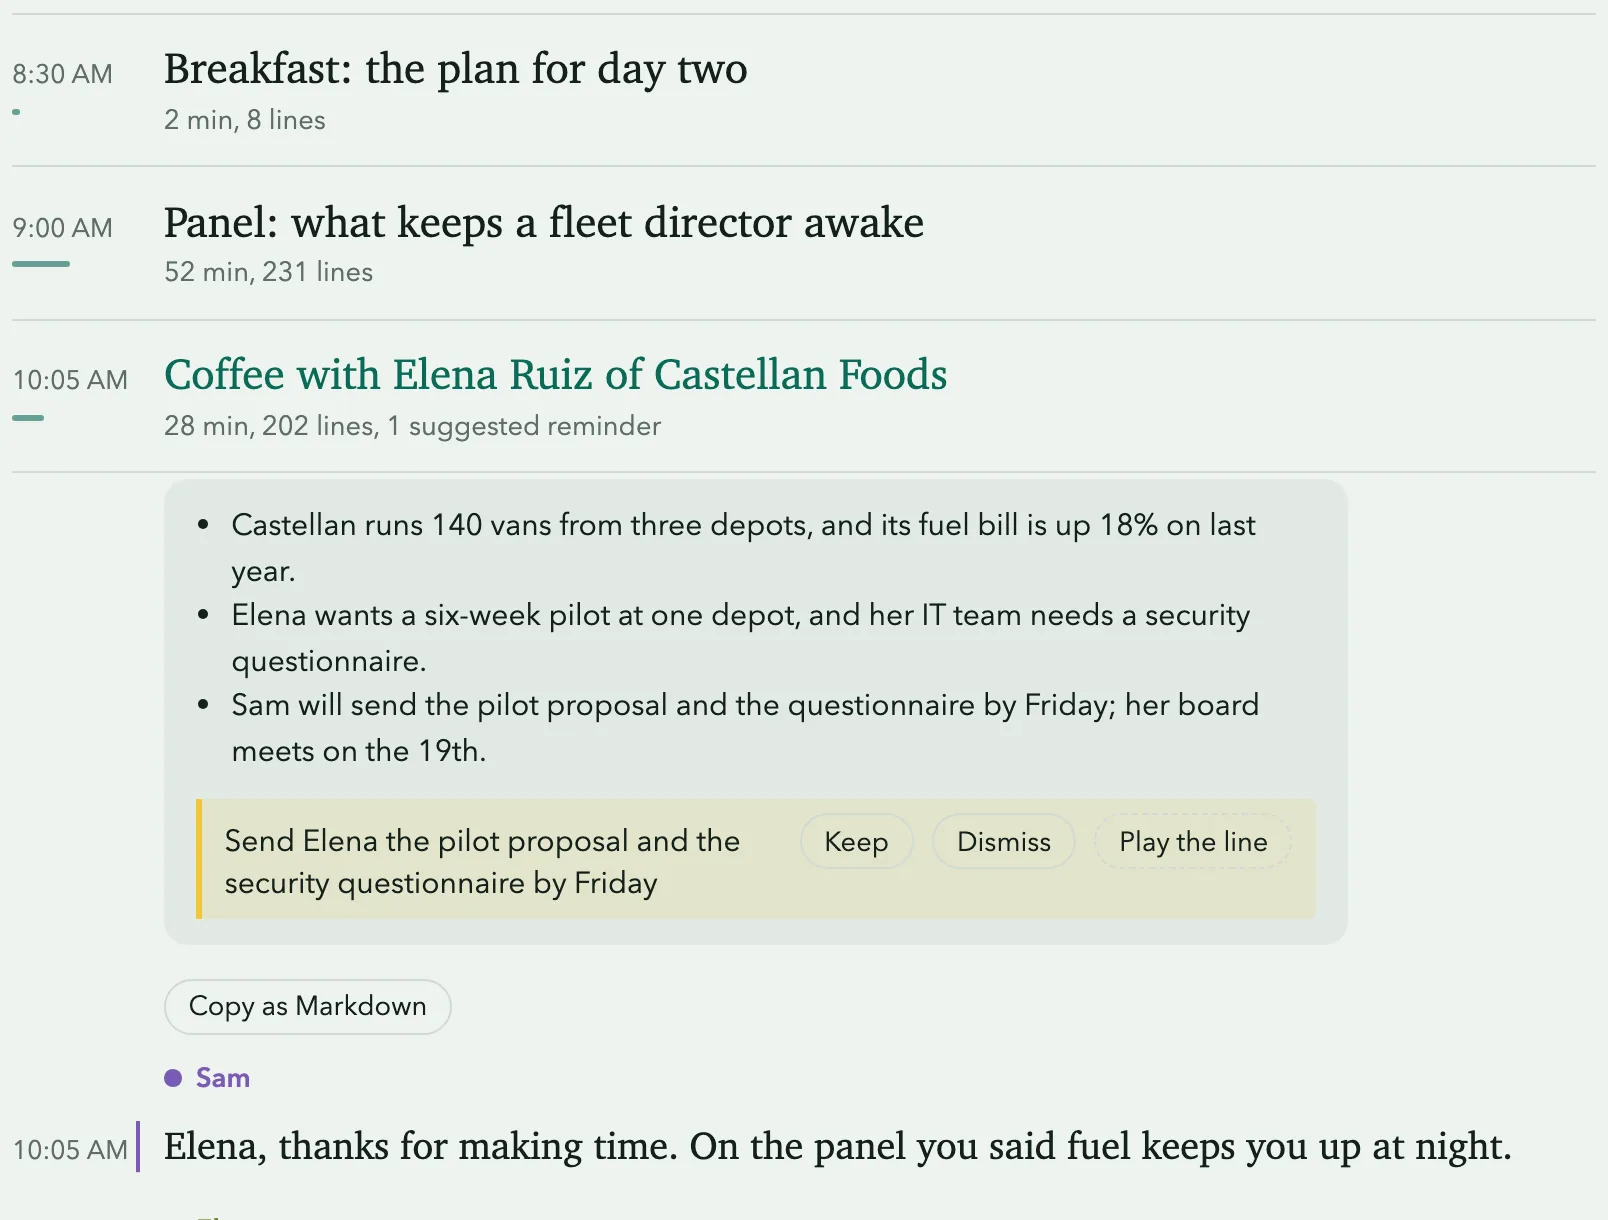 8:30 AM
Breakfast: the plan for day two
2 min, 8 lines
9:00 AM
Panel: what keeps a fleet director awake
52 min, 231 lines
10:05 AM
Coffee with Elena Ruiz of Castellan Foods
28 min, 202 lines, 1 suggested reminder
• Castellan runs 140 vans from three depots, and its fuel bill is up 18% on last
year.
• Elena wants a six-week pilot at one depot, and her IT team needs a security
questionnaire.
• Sam will send the pilot proposal and the questionnaire by Friday; her board
meets on the 19th.
Send Elena the pilot proposal and the
security questionnaire by Friday
Keep
Dismiss
Play the line
Copy as Markdown
Sam
10:05 AM
Elena, thanks for making time. On the panel you said fuel keeps you up at night.